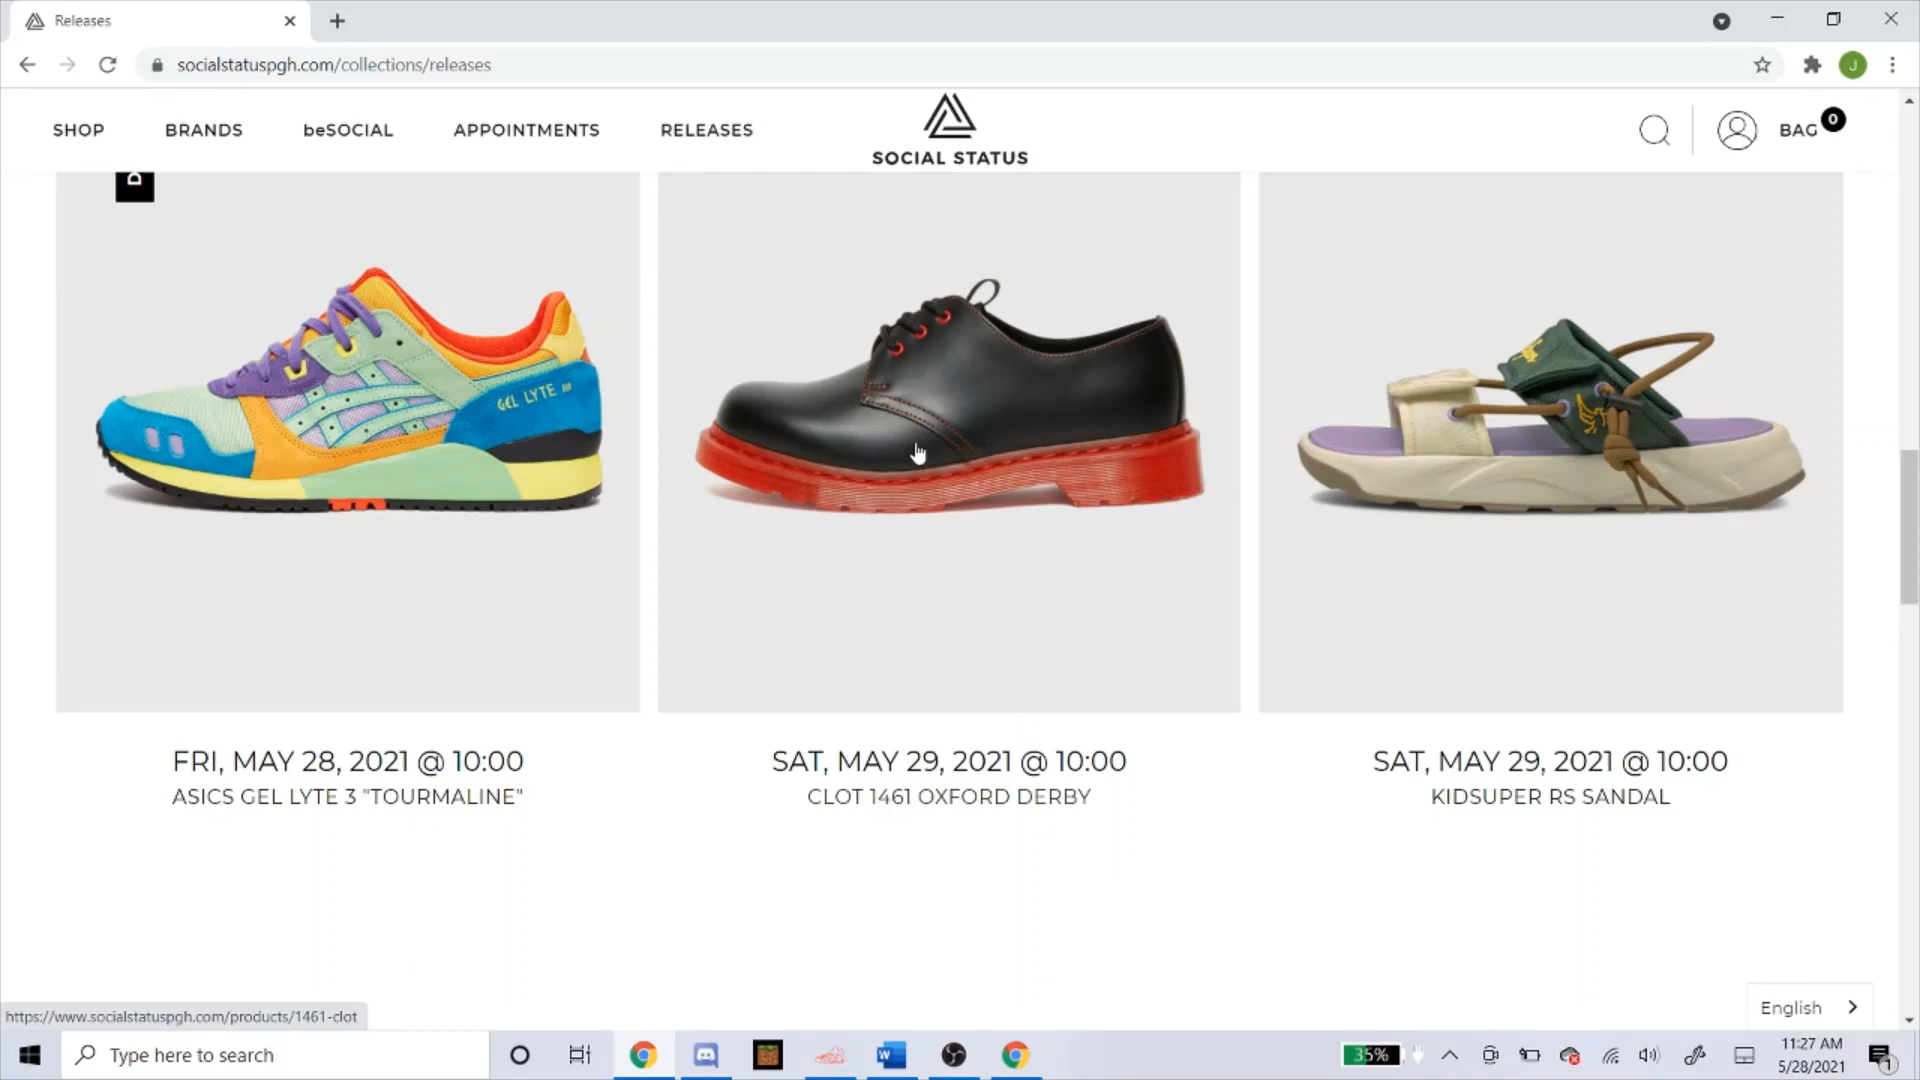 Releases
socialstatuspgh.com/collections/releases
J
SHOP
BRANDS
beSOCIAL
APPOINTMENTS
RELEASES
SOCIAL STATUS
BAG 0
D
GEL LYTE III
FRI, MAY 28, 2021 @ 10:00
ASICS GEL LYTE 3 "TOURMALINE"
SAT, MAY 29, 2021 @ 10:00
CLOT 1461 OXFORD DERBY
SAT, MAY 29, 2021 @ 10:00
KIDSUPER RS SANDAL
English
https://www.socialstatuspgh.com/products/1461-clot
Type here to search
W
35%
11:27 AM
5/28/2021
1